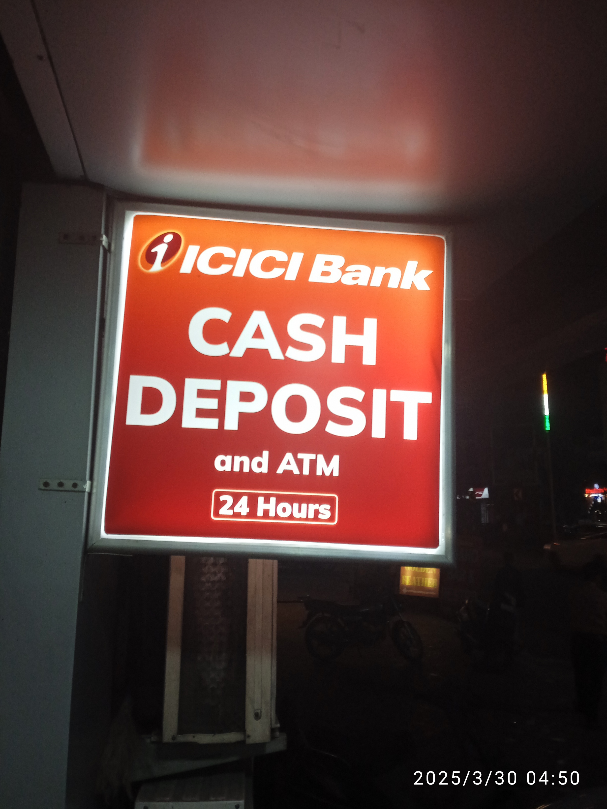 i ICICI Bank
CASH
DEPOSIT
and ATM
24 Hours
2025/3/30 04:50